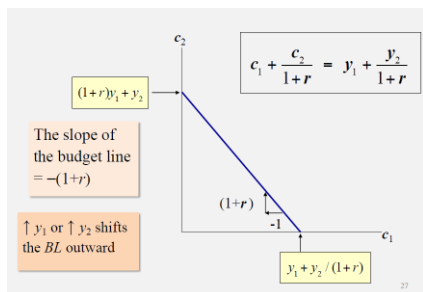 c₂
c₁ + c₂/(1+r) = y₁ + y₂/(1+r)
(1+r)y₁ + y₂
The slope of
the budget line
= −(1+r)
(1+r)
-1
↑ y₁ or ↑ y₂ shifts
the BL outward
c₁
y₁ + y₂ /(1+r)
27